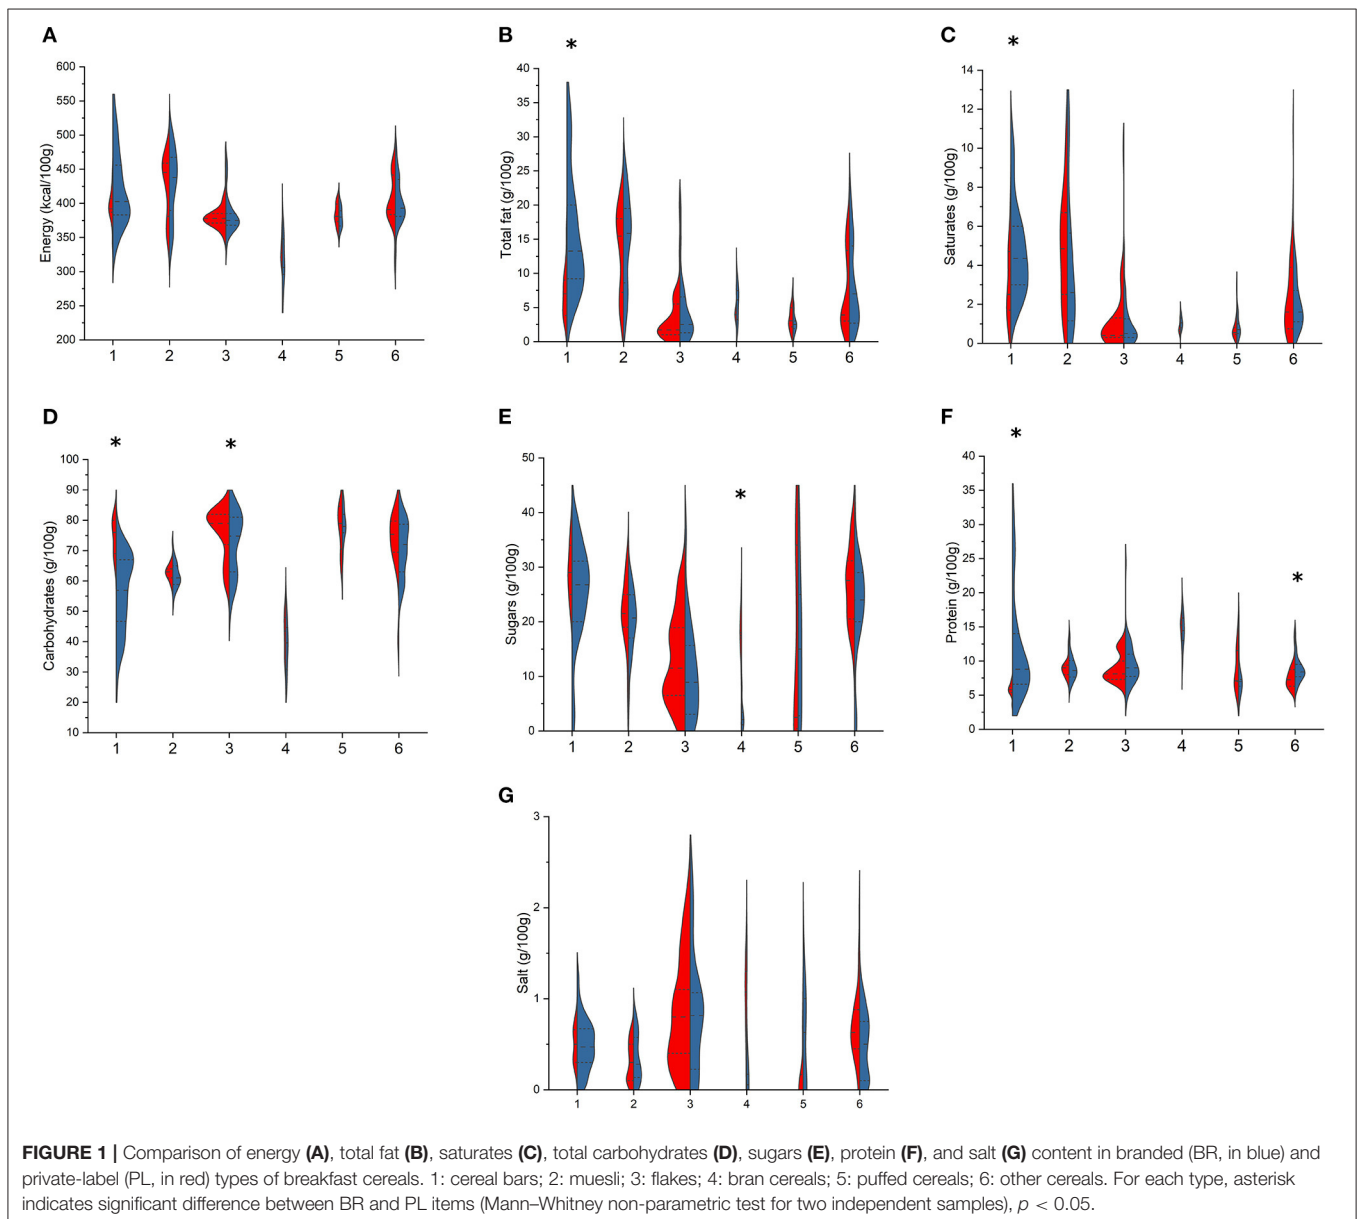 A
*
B
*
C
600
550
500
450
400
350
300
250
200
Energy (kcal/100g)
1 2 3 4 5 6
40
35
30
25
20
15
10
5
0
Total fat (g/100g)
1 2 3 4 5 6
14
12
10
8
6
4
2
0
Saturates (g/100g)
1 2 3 4 5 6
D
* *
E
*
F
*
*
100
90
80
70
60
50
40
30
20
10
Carbohydrates (g/100g)
1 2 3 4 5 6
50
40
30
20
10
0
Sugars (g/100g)
1 2 3 4 5 6
40
35
30
25
20
15
10
5
0
Protein (g/100g)
1 2 3 4 5 6
G
3
2
1
0
Salt (g/100g)
1 2 3 4 5 6
FIGURE 1 | Comparison of energy (A), total fat (B), saturates (C), total carbohydrates (D), sugars (E), protein (F), and salt (G) content in branded (BR, in blue) and
private-label (PL, in red) types of breakfast cereals. 1: cereal bars; 2: muesli; 3: flakes; 4: bran cereals; 5: puffed cereals; 6: other cereals. For each type, asterisk
indicates significant difference between BR and PL items (Mann–Whitney non-parametric test for two independent samples), p < 0.05.